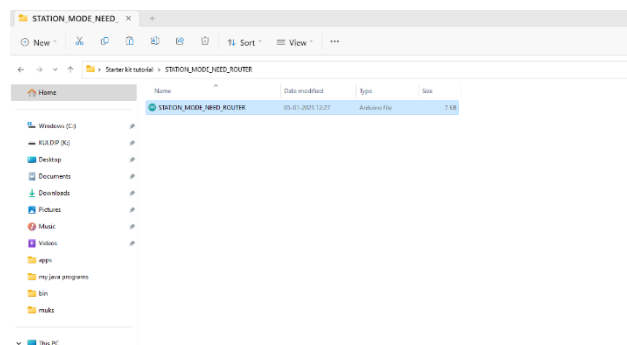 STATION_MODE_NEED_
New
Sort
View
Starter kit tutorial > STATION_MODE_NEED_ROUTER
Home
Name Date modified Type Size
STATION_MODE_NEED_ROUTER 05-01-2023 12:27 Arduino file 7 KB
Windows (C:)
KULDIP (K:)
Desktop
Documents
Downloads
Pictures
Music
Videos
apps
my java programs
bin
muks
This PC